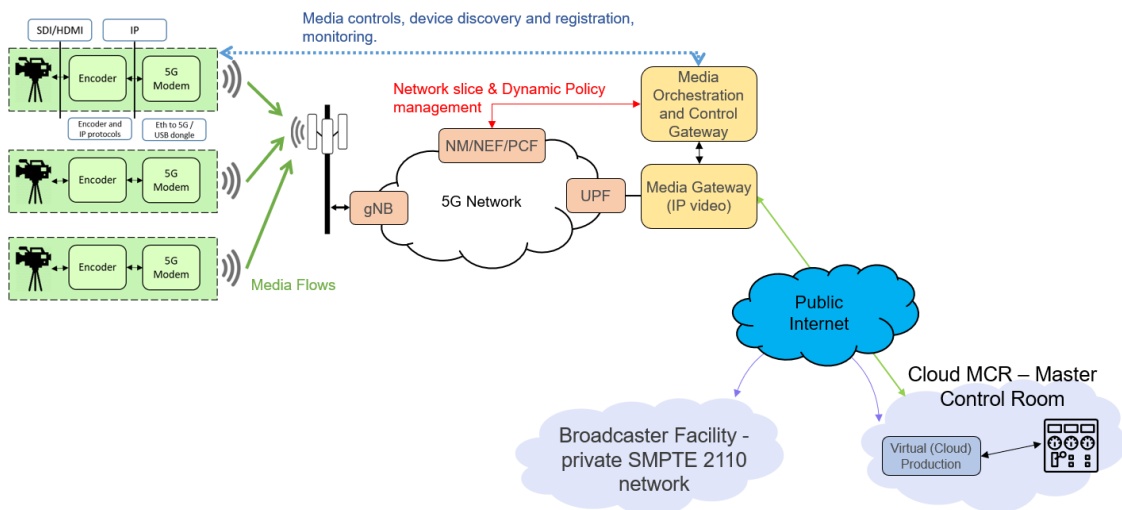 SDI/HDMI
IP
Media controls, device discovery and registration,
monitoring.
Encoder
5G
Modem
Encoder and
IP protocols
Eth to 5G /
USB dongle
Encoder
5G
Modem
Encoder
5G
Modem
Media Flows
Network slice & Dynamic Policy
management
NM/NEF/PCF
gNB
5G Network
UPF
Media
Orchestration
and Control
Gateway
Media Gateway
(IP video)
Public
Internet
Broadcaster Facility -
private SMPTE 2110
network
Cloud MCR – Master
Control Room
Virtual (Cloud)
Production